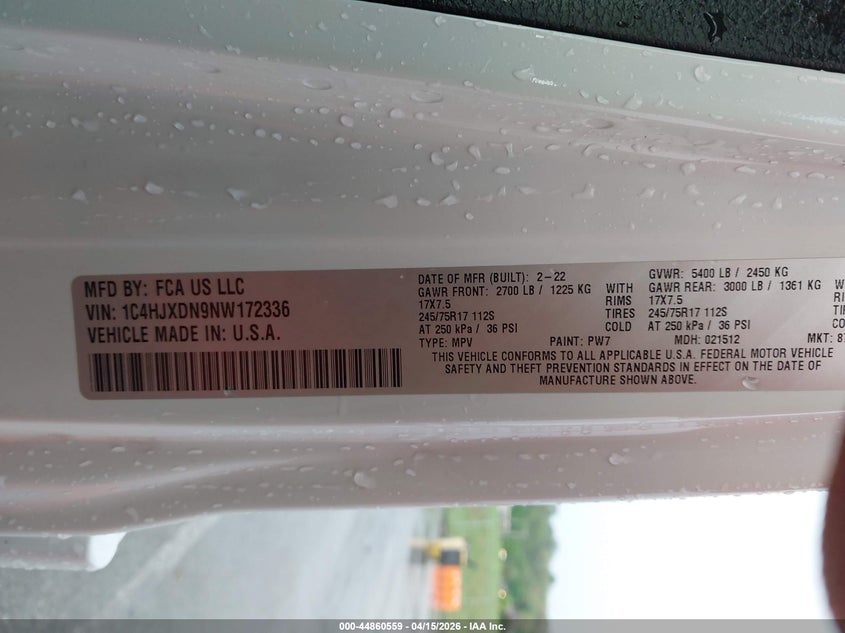 MFD BY: FCA US LLC
VIN: 1C4HJXDN9NW172336
VEHICLE MADE IN: U.S.A.
DATE OF MFR (BUILT): 2-22 GVWR: 5400 LB / 2450 KG
GAWR FRONT: 2700 LB / 1225 KG WITH GAWR REAR: 3000 LB / 1361 KG
17X7.5 RIMS 17X7.5
245/75R17 112S TIRES 245/75R17 112S
AT 250 kPa / 36 PSI COLD AT 250 kPa / 36 PSI
TYPE: MPV PAINT: PW7 MDH: 021512 MKT:
THIS VEHICLE CONFORMS TO ALL APPLICABLE U.S.A. FEDERAL MOTOR VEHICLE
SAFETY AND THEFT PREVENTION STANDARDS IN EFFECT ON THE DATE OF
MANUFACTURE SHOWN ABOVE.
000-44860559 - 04/15/2026 - IAA Inc.